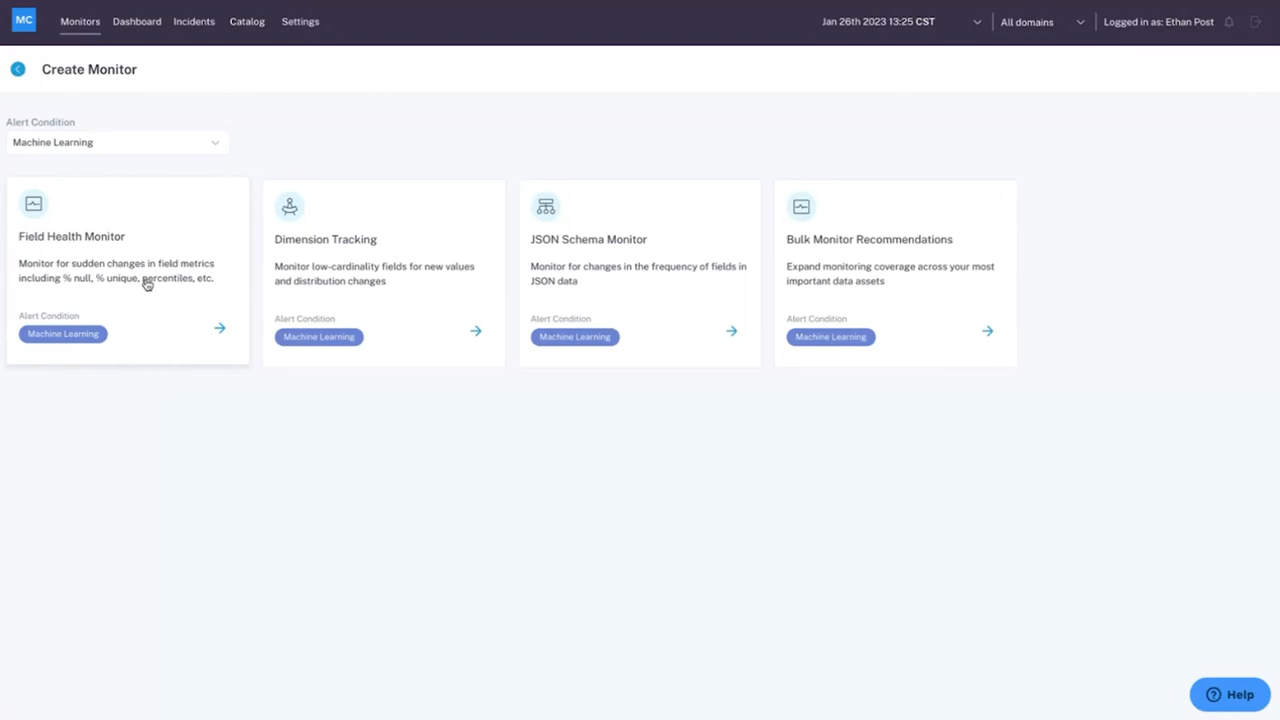 MC
Monitors
Dashboard
Incidents
Catalog
Settings
Jan 26th 2023 13:25 CST
All domains
Logged in as: Ethan Post
Create Monitor
Alert Condition
Machine Learning
Field Health Monitor
Monitor for sudden changes in field metrics
including % null, % unique, percentiles, etc.
Alert Condition
Machine Learning
Dimension Tracking
Monitor low-cardinality fields for new values
and distribution changes
Alert Condition
Machine Learning
JSON Schema Monitor
Monitor for changes in the frequency of fields in
JSON data
Alert Condition
Machine Learning
Bulk Monitor Recommendations
Expand monitoring coverage across your most
important data assets
Alert Condition
Machine Learning
Help